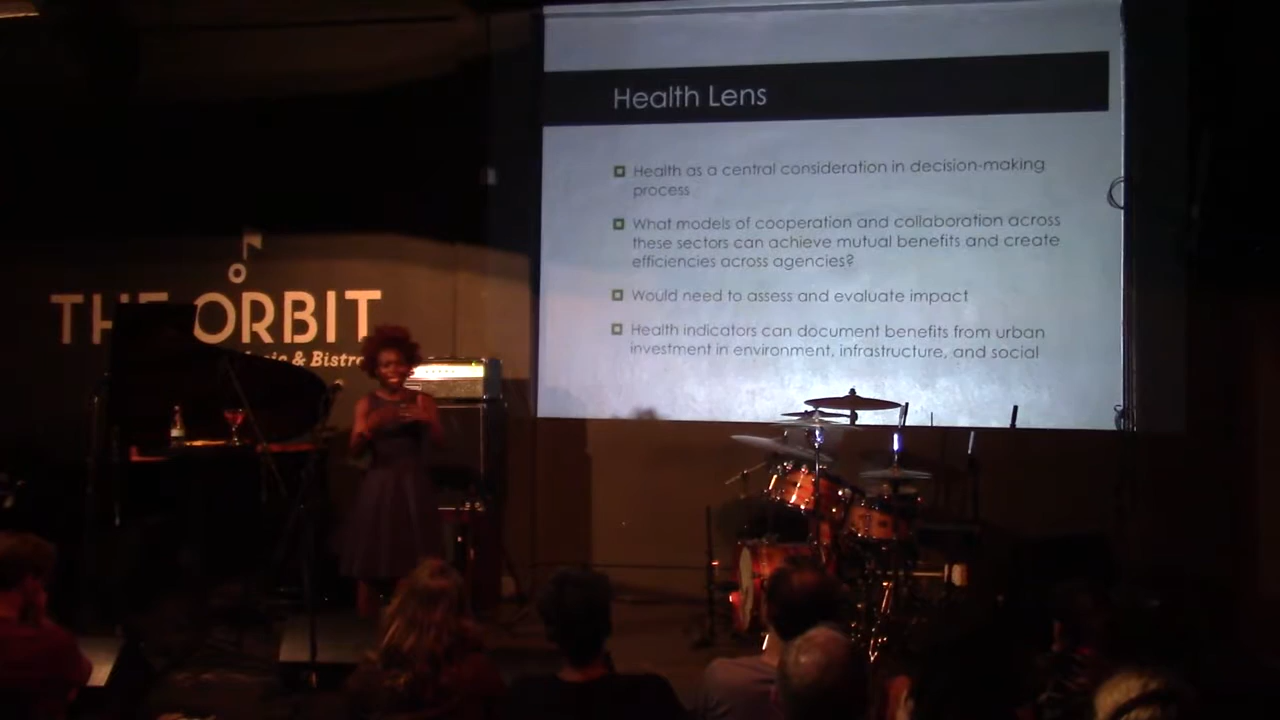 Health Lens
Health as a central consideration in decision-making
process
What models of cooperation and collaboration across
these sectors can achieve mutual benefits and create
efficiencies across agencies?
Would need to assess and evaluate impact
Health indicators can document benefits from urban
investment in environment, infrastructure, and social
THE ORBIT
& Bistro